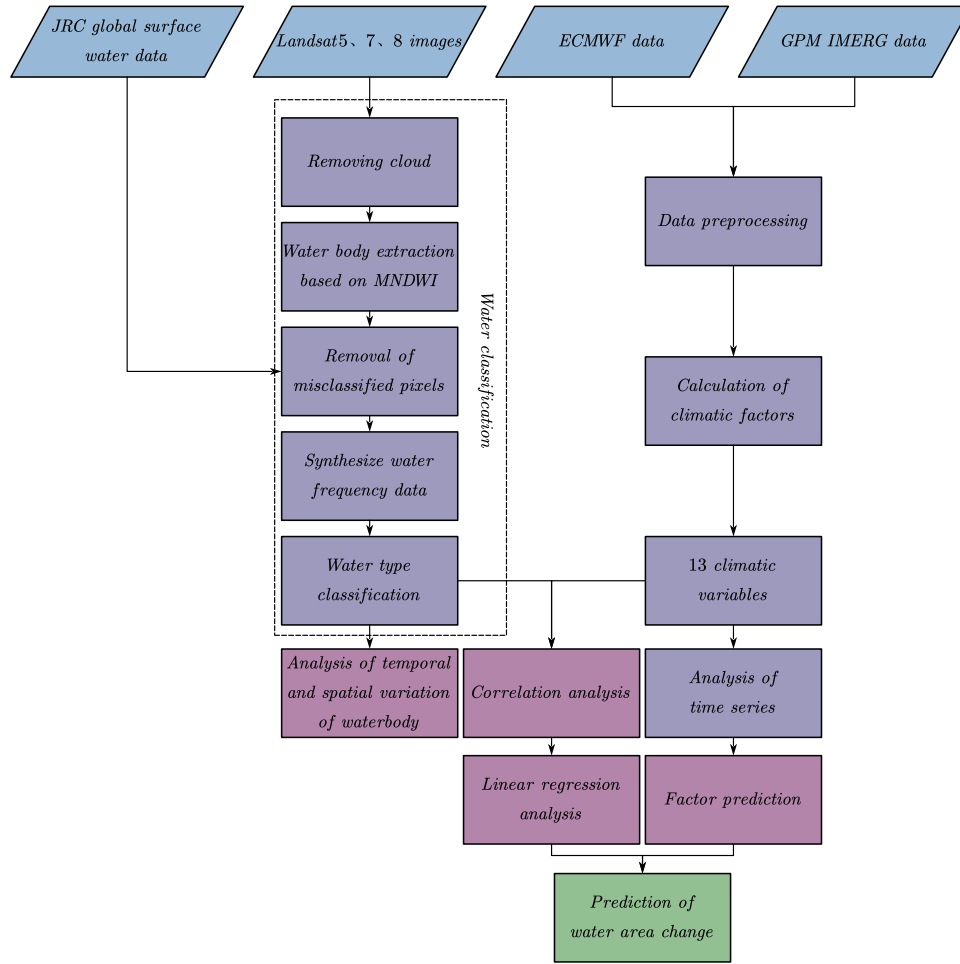 JRC global surface
water data
Landsat5、7、8 images
ECMWF data
GPM IMERG data
Removing cloud
Water body extraction
based on MNDWI
Removal of
misclassified pixels
Synthesize water
frequency data
Water type
classification
Water classification
Data preprocessing
Calculation of
climatic factors
13 climatic
variables
Analysis of temporal
and spatial variation
of waterbody
Correlation analysis
Analysis of
time series
Linear regression
analysis
Factor prediction
Prediction of
water area change